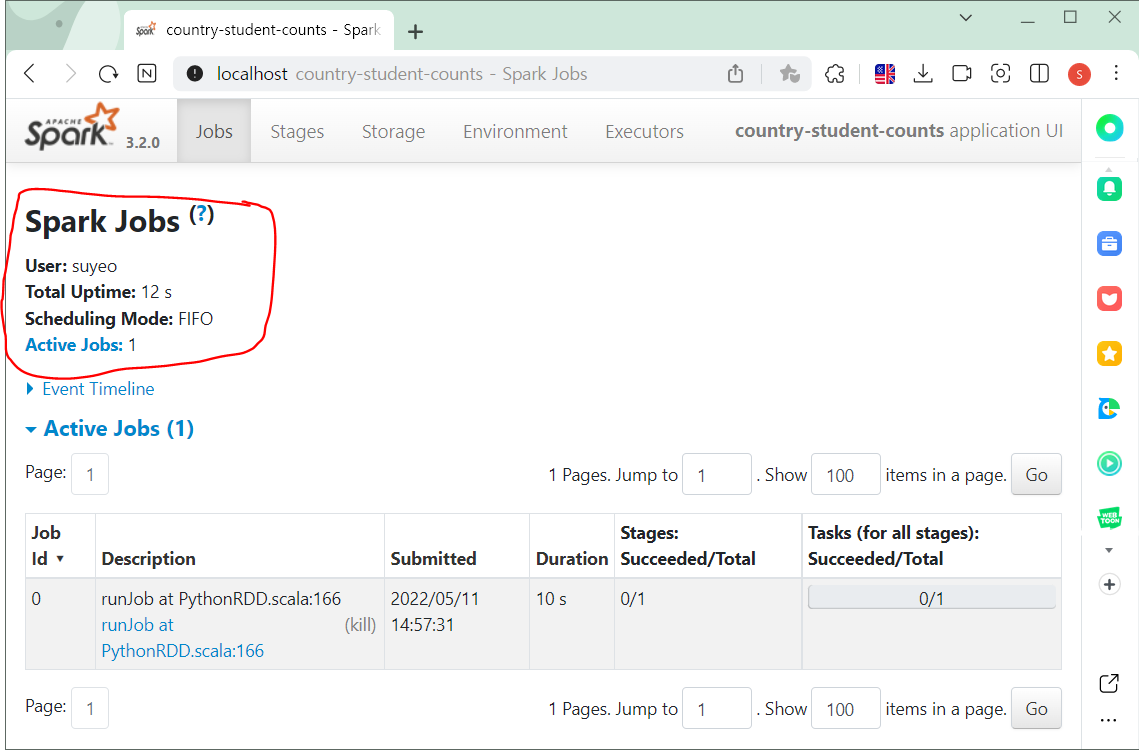 Spark country-student-counts - Spark
N localhost country-student-counts - Spark Jobs S
APACHE
Spark 3.2.0 Jobs Stages Storage Environment Executors country-student-counts application UI
Spark Jobs (?)
User: suyeo
Total Uptime: 12 s
Scheduling Mode: FIFO
Active Jobs: 1
Event Timeline
Active Jobs (1)
Page: 1 1 Pages. Jump to 1 . Show 100 items in a page. Go
Job Id Description Submitted Duration Stages: Succeeded/Total Tasks (for all stages): Succeeded/Total
0 runJob at PythonRDD.scala:166 2022/05/11 10 s 0/1 0/1
runJob at (kill) 14:57:31
PythonRDD.scala:166
WEB
TOON
Page: 1 1 Pages. Jump to 1 . Show 100 items in a page. Go